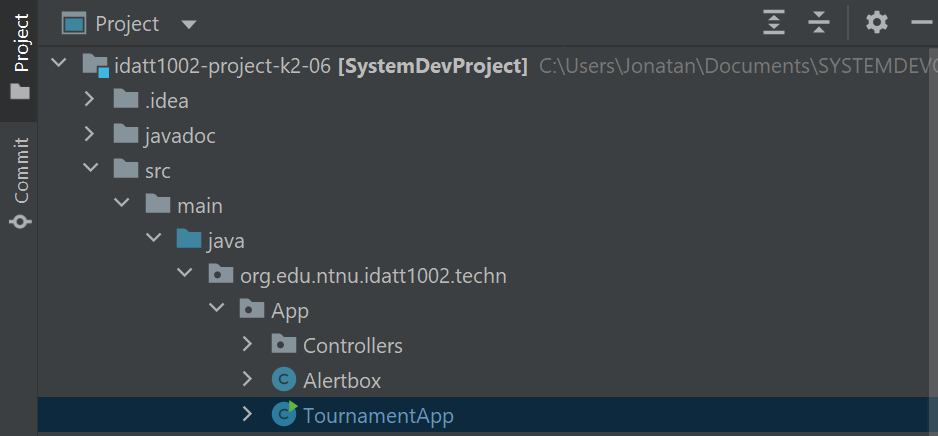 Project
Commit
Project
idatt1002-project-k2-06 [SystemDevProject] C:\Users\Jonatan\Documents\SYSTEMDEV
.idea
javadoc
src
main
java
org.edu.ntnu.idatt1002.techn
App
Controllers
C Alertbox
C TournamentApp